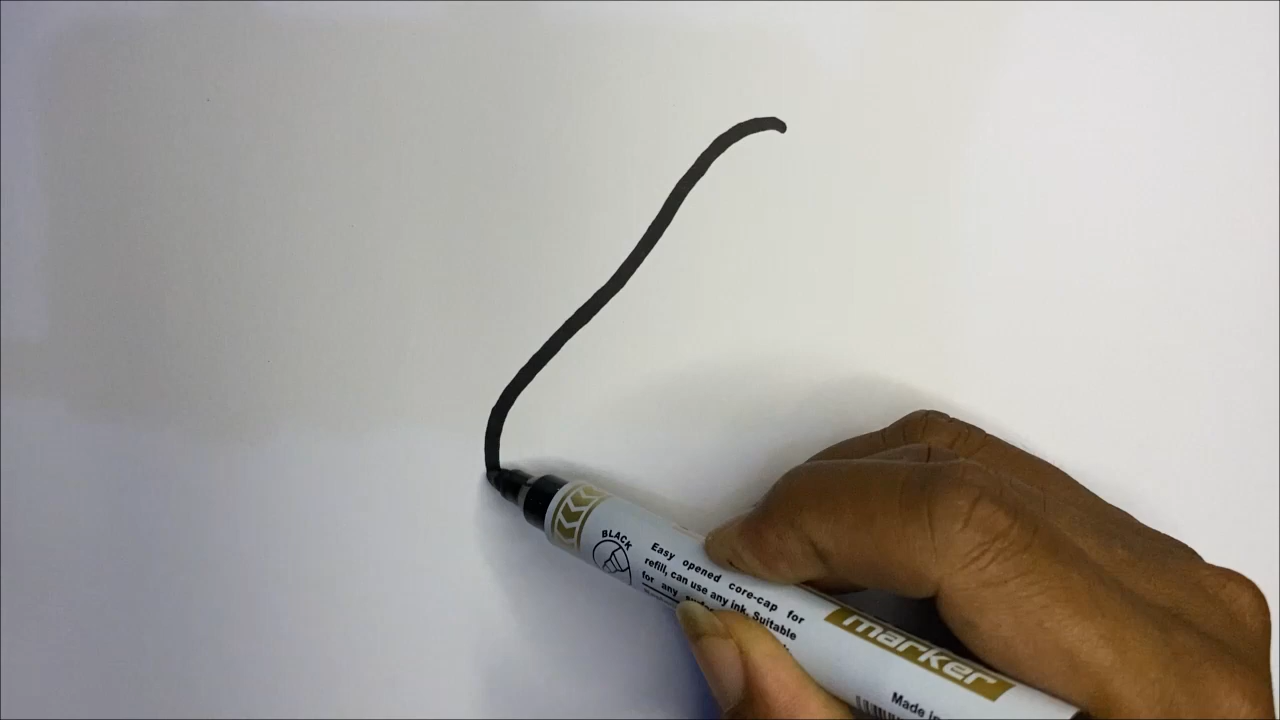 BLACK
Easy opened core-cap for
refill, can use any ink. Suitable
for any
marker
Made in